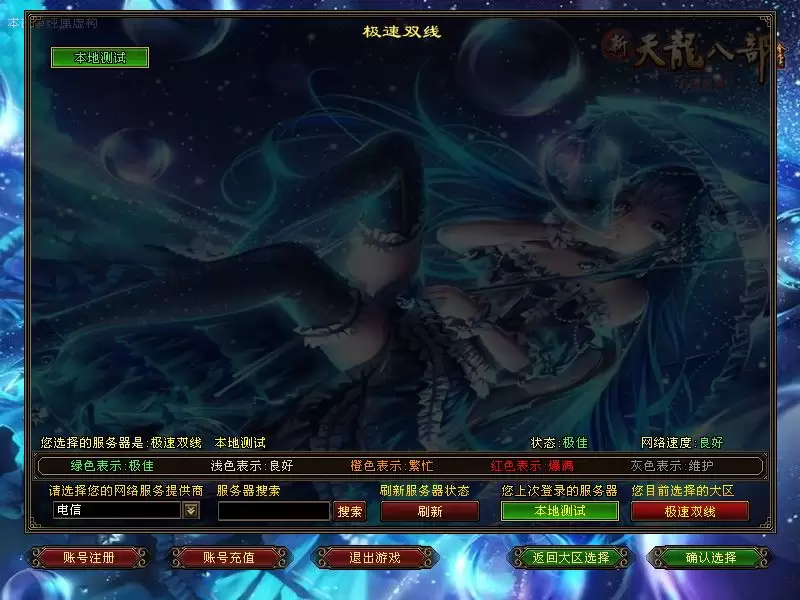 极速双线
本地测试
新天龍八部
您选择的服务器是:极速双线 本地测试 状态:极佳 网络速度:良好
绿色表示:极佳 浅色表示:良好 橙色表示:繁忙 红色表示:爆满 灰色表示:维护
请选择您的网络服务提供商 服务器搜索 刷新服务器状态 您上次登录的服务器 您目前选择的大区
电信 搜索 刷新 本地测试 极速双线
账号注册 账号充值 退出游戏 返回大区选择 确认选择